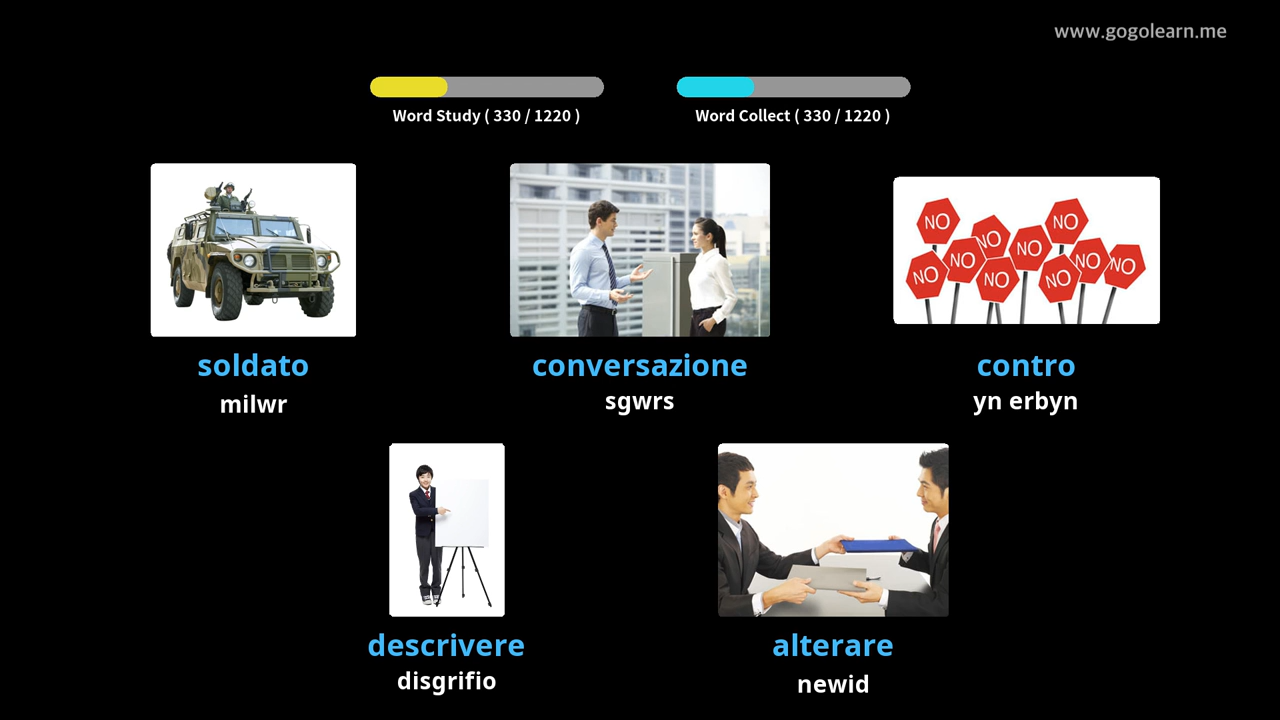 www.gogolearn.me
Word Study ( 330 / 1220 )
Word Collect ( 330 / 1220 )
NO
NO
NO
NO
NO
NO
NO
NO
NO
NO
soldato
milwr
conversazione
sgwrs
contro
yn erbyn
descrivere
disgrifio
alterare
newid